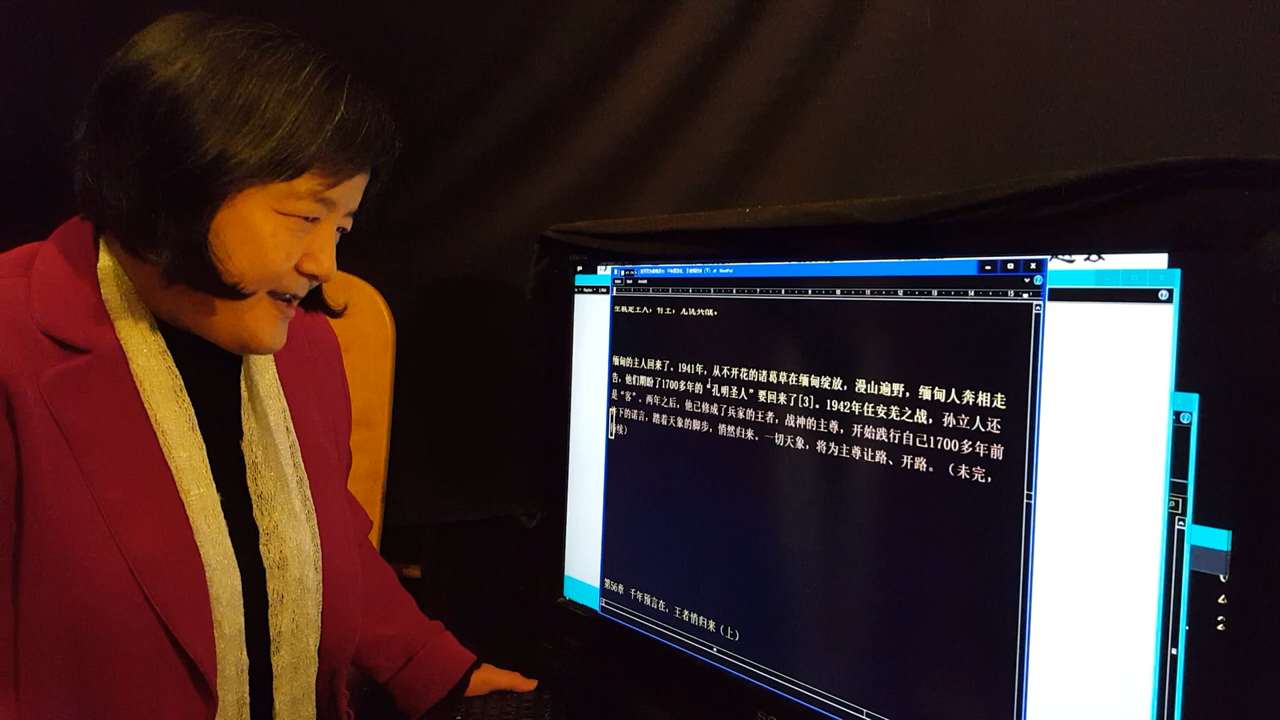 缅甸的主人回来了。1941年，从不开花的诸葛草在缅甸绽放，漫山遍野，缅甸人奔相走
告，他们期盼了1700多年的“孔明圣人”要回来了[3]。1942年任安羌之战，孙立人还
是“客”．两年之后，他已修成了兵家的王者，战神的主尊，开始践行自己1700多年前
许下的诺言，踏着天象的脚步，悄然归来。一切天象，将为主尊让路、开路。（未完，
待续）
第56章 千年预言在，王者悄归来（上）